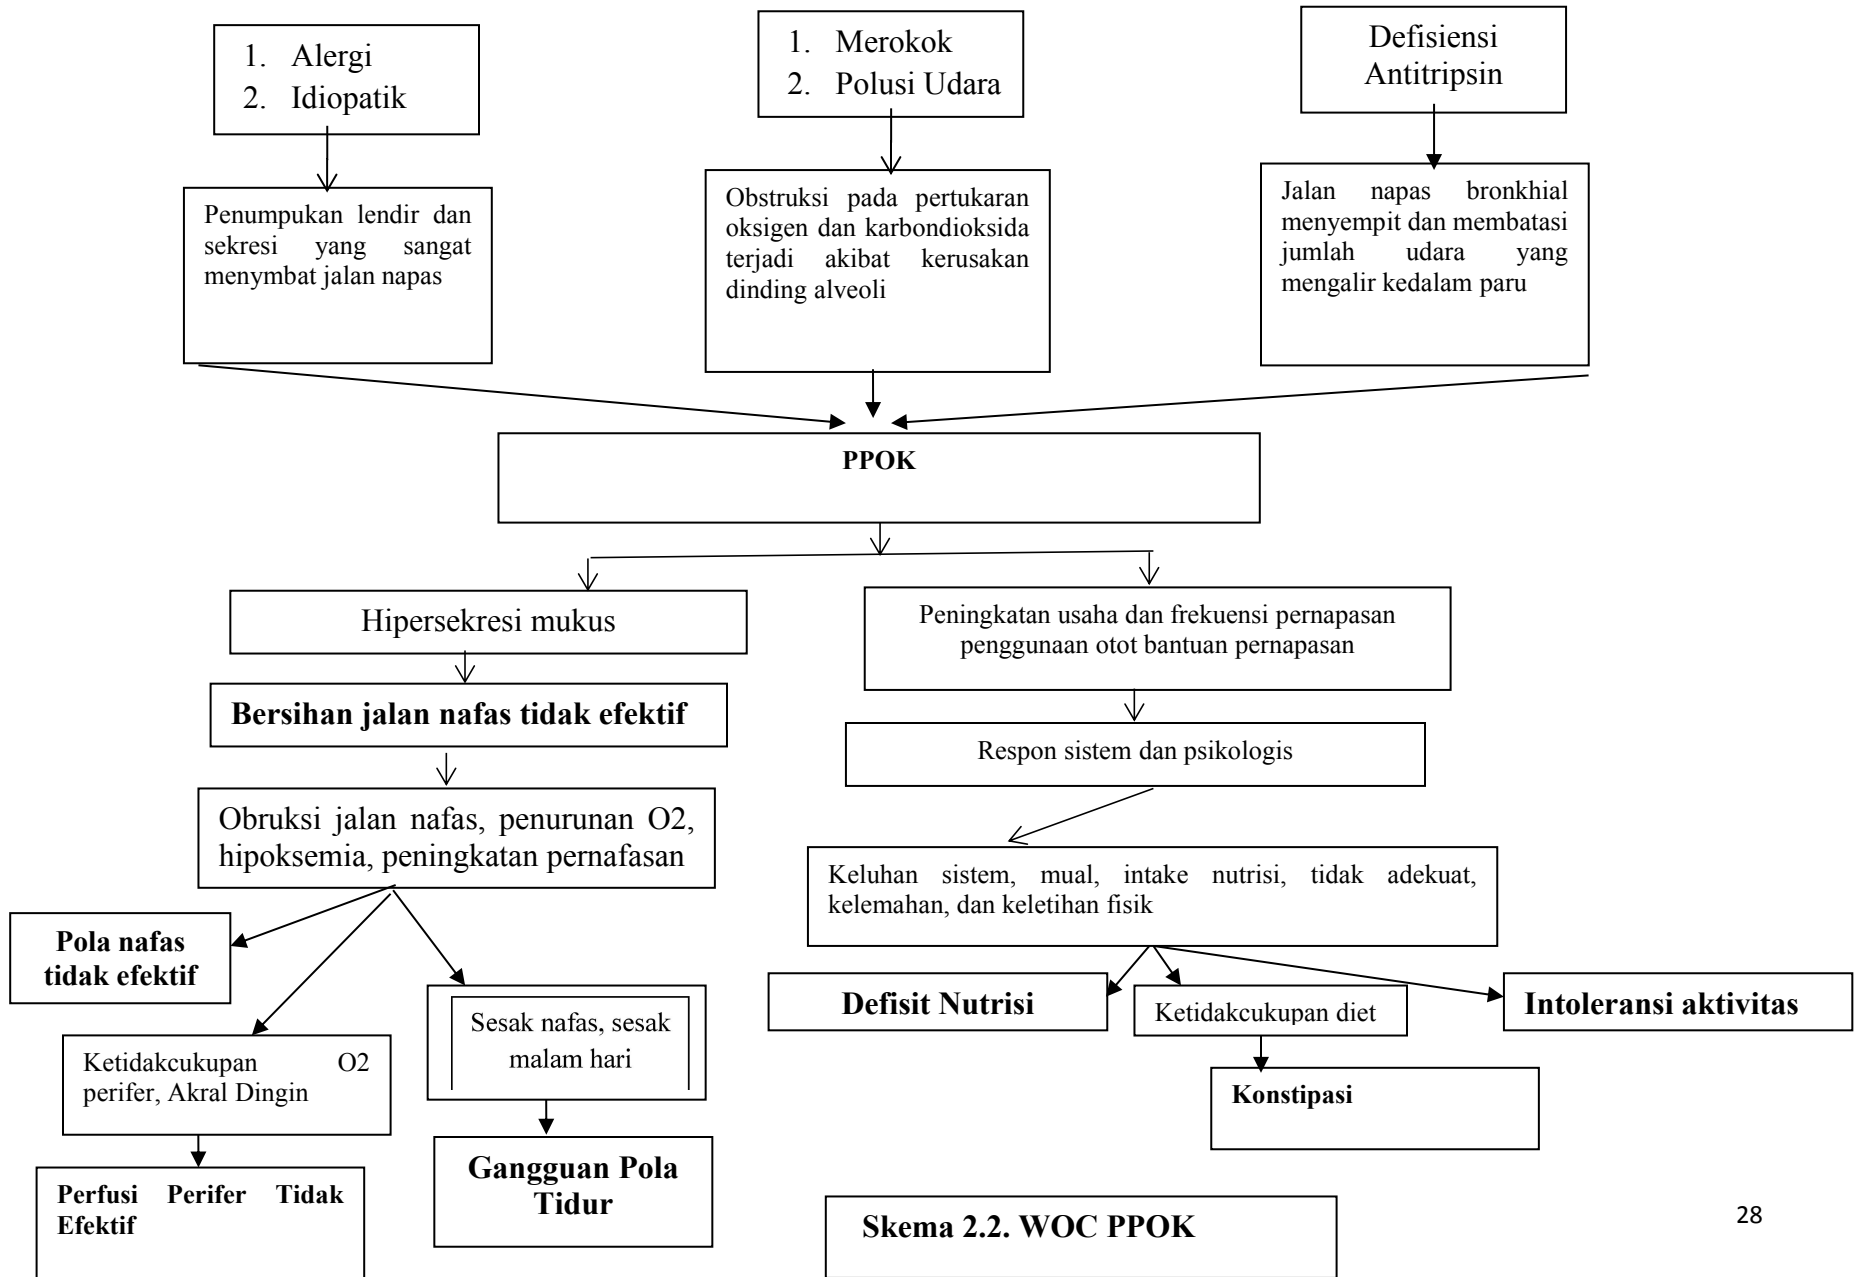 1. Alergi
2. Idiopatik
1. Merokok
2. Polusi Udara
Defisiensi
Antitripsin
Penumpukan lendir dan
sekresi yang sangat
menymbat jalan napas
Obstruksi pada pertukaran
oksigen dan karbondioksida
terjadi akibat kerusakan
dinding alveoli
Jalan napas bronkhial
menyempit dan membatasi
jumlah udara yang
mengalir kedalam paru
PPOK
Hipersekresi mukus
Peningkatan usaha dan frekuensi pernapasan
penggunaan otot bantuan pernapasan
Bersihan jalan nafas tidak efektif
Respon sistem dan psikologis
Obruksi jalan nafas, penurunan O2,
hipoksemia, peningkatan pernafasan
Keluhan sistem, mual, intake nutrisi, tidak adekuat,
kelemahan, dan keletihan fisik
Pola nafas
tidak efektif
Sesak nafas, sesak
malam hari
Defisit Nutrisi
Ketidakcukupan diet
Intoleransi aktivitas
Ketidakcukupan O2
perifer, Akral Dingin
Konstipasi
Gangguan Pola
Tidur
Perfusi Perifer Tidak
Efektif
Skema 2.2. WOC PPOK
28